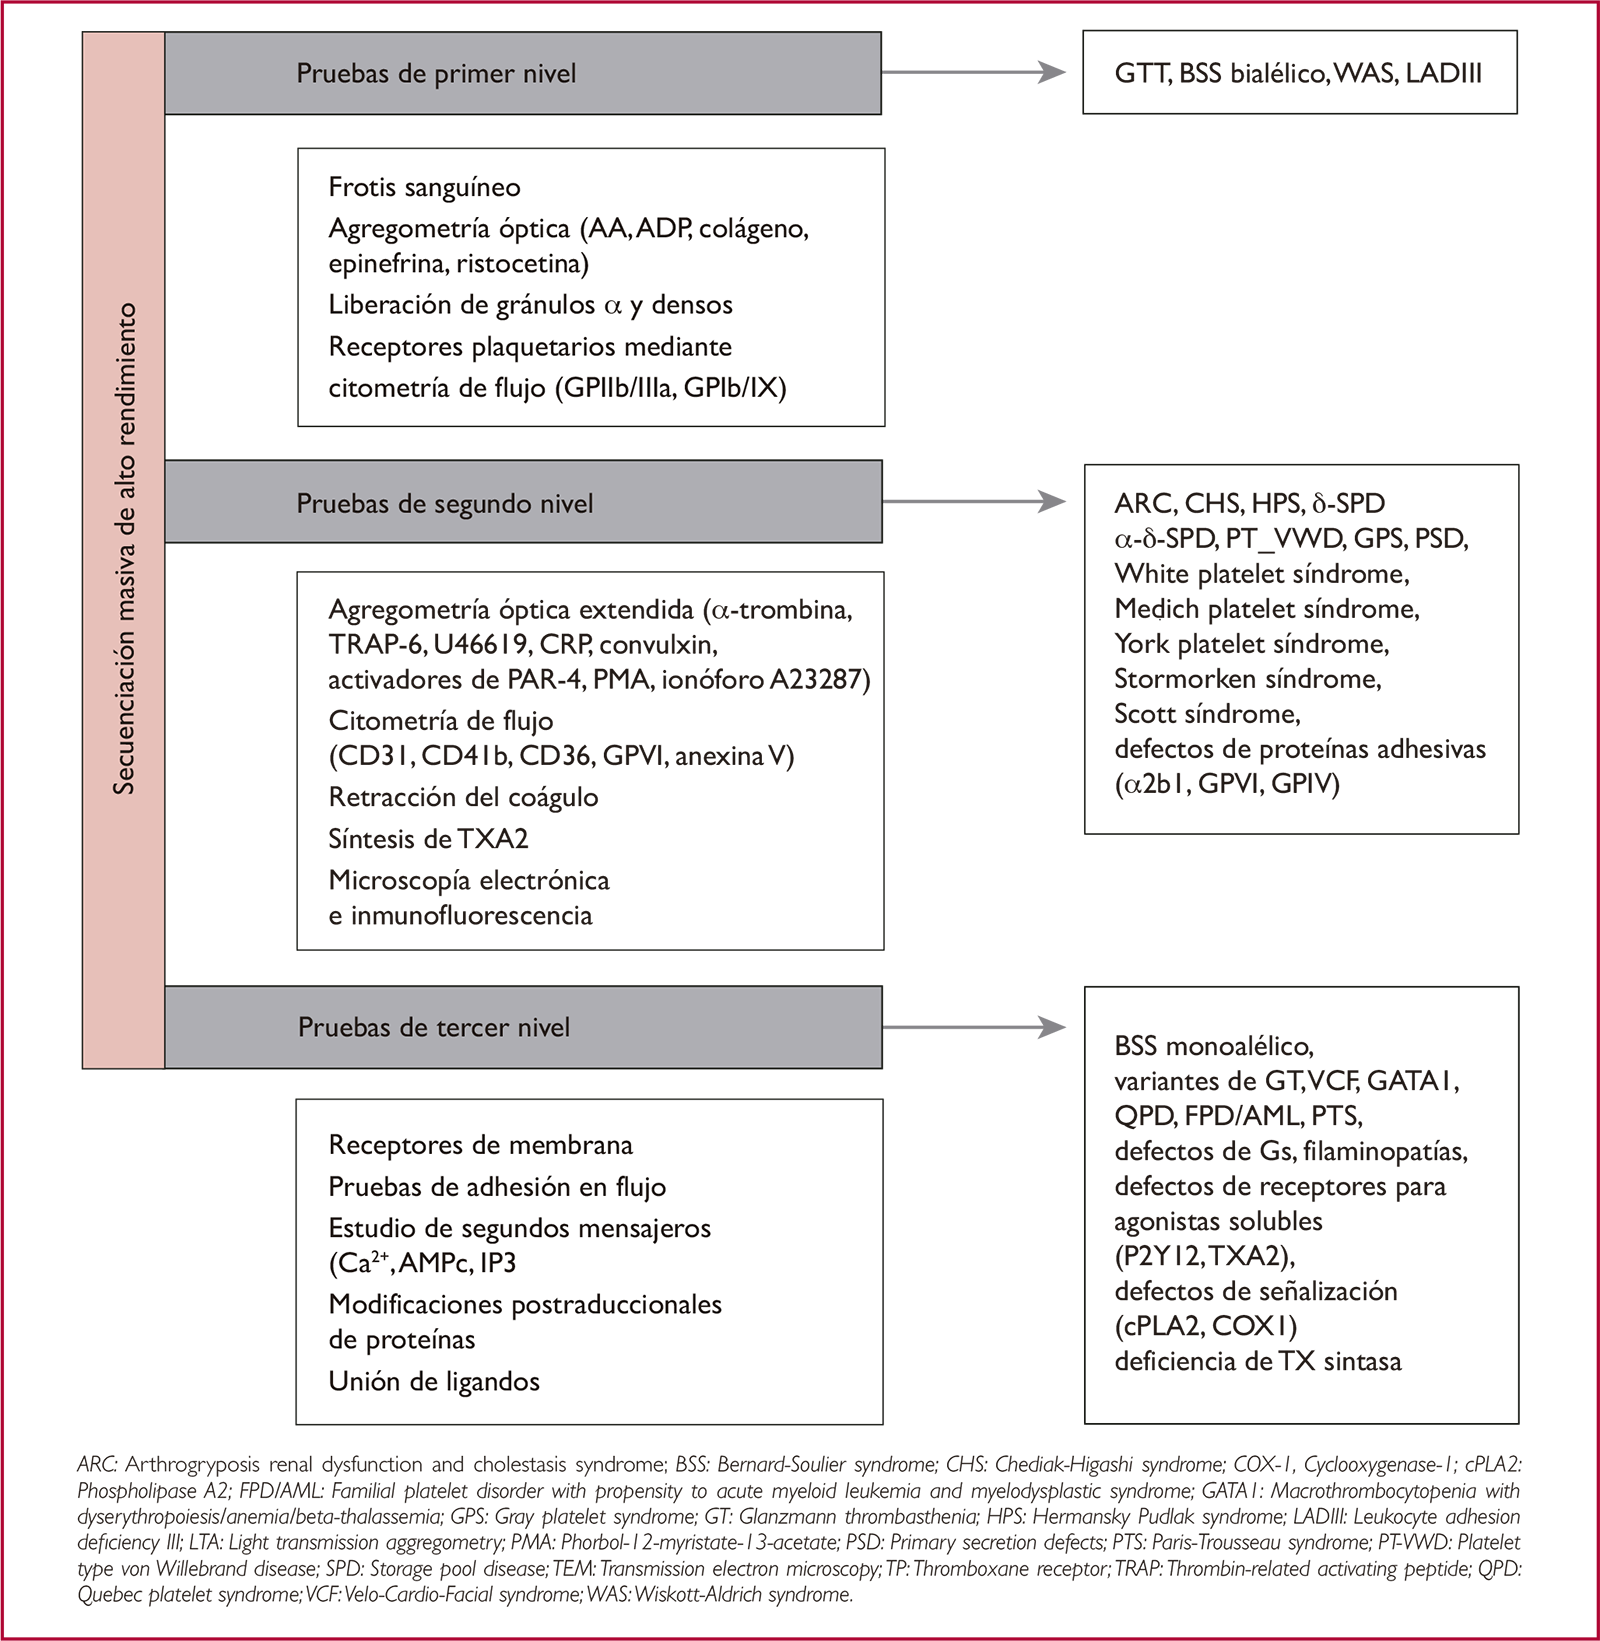 Secuenciación masiva de alto rendimiento
Pruebas de primer nivel
GTT, BSS bialélico, WAS, LADIII
Frotis sanguíneo
Agregometría óptica (AA, ADP, colágeno,
epinefrina, ristocetina)
Liberación de gránulos α y densos
Receptores plaquetarios mediante
citometría de flujo (GPIIb/IIIa, GPIb/IX)
Pruebas de segundo nivel
ARC, CHS, HPS, δ-SPD
α-δ-SPD, PT_VWD, GPS, PSD,
White platelet síndrome,
Medich platelet síndrome,
York platelet síndrome,
Stormorken síndrome,
Scott síndrome,
defectos de proteínas adhesivas
(α2b1, GPVI, GPIV)
Agregometría óptica extendida (α-trombina,
TRAP-6, U46619, CRP, convulxin,
activadores de PAR-4, PMA, ionóforo A23287)
Citometría de flujo
(CD31, CD41b, CD36, GPVI, anexina V)
Retracción del coágulo
Síntesis de TXA2
Microscopía electrónica
e inmunofluorescencia
Pruebas de tercer nivel
BSS monoalélico,
variantes de GT, VCF, GATA1,
QPD, FPD/AML, PTS,
defectos de Gs, filaminopatías,
defectos de receptores para
agonistas solubles
(P2Y12, TXA2),
defectos de señalización
(cPLA2, COX1)
deficiencia de TX sintasa
Receptores de membrana
Pruebas de adhesión en flujo
Estudio de segundos mensajeros
(Ca²⁺, AMPc, IP3
Modificaciones postraduccionales
de proteínas
Unión de ligandos
ARC: Arthrogryposis renal dysfunction and cholestasis syndrome; BSS: Bernard-Soulier syndrome; CHS: Chediak-Higashi syndrome; COX-1, Cyclooxygenase-1; cPLA2:
Phospholipase A2; FPD/AML: Familial platelet disorder with propensity to acute myeloid leukemia and myelodysplastic syndrome; GATA1: Macrothrombocytopenia with
dyserythropoiesis/anemia/beta-thalassemia; GPS: Gray platelet syndrome; GT: Glanzmann thrombasthenia; HPS: Hermansky Pudlak syndrome; LADIII: Leukocyte adhesion
deficiency III; LTA: Light transmission aggregometry; PMA: Phorbol-12-myristate-13-acetate; PSD: Primary secretion defects; PTS: Paris-Trousseau syndrome; PT-VWD: Platelet
type von Willebrand disease; SPD: Storage pool disease; TEM: Transmission electron microscopy; TP: Thromboxane receptor; TRAP: Thrombin-related activating peptide; QPD:
Quebec platelet syndrome; VCF: Velo-Cardio-Facial syndrome; WAS: Wiskott-Aldrich syndrome.